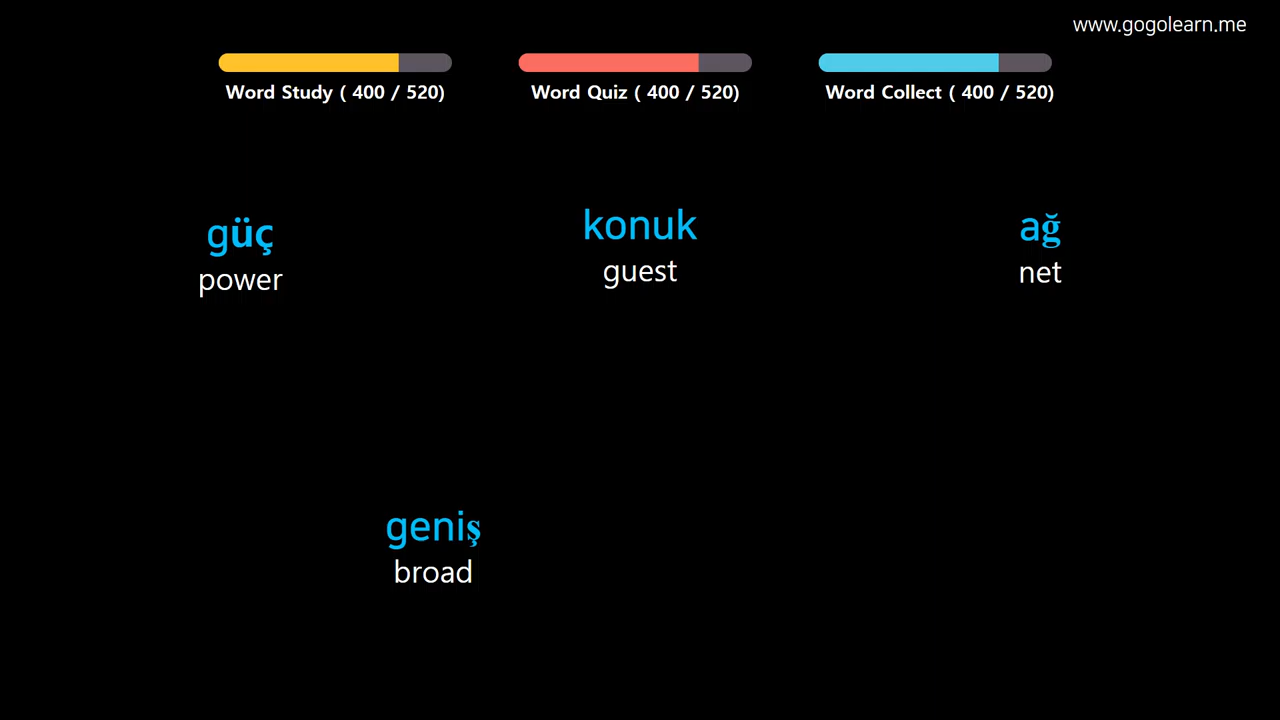 www.gogolearn.me
Word Study ( 400 / 520)
Word Quiz ( 400 / 520)
Word Collect ( 400 / 520)
güç
power
konuk
guest
ağ
net
geniş
broad